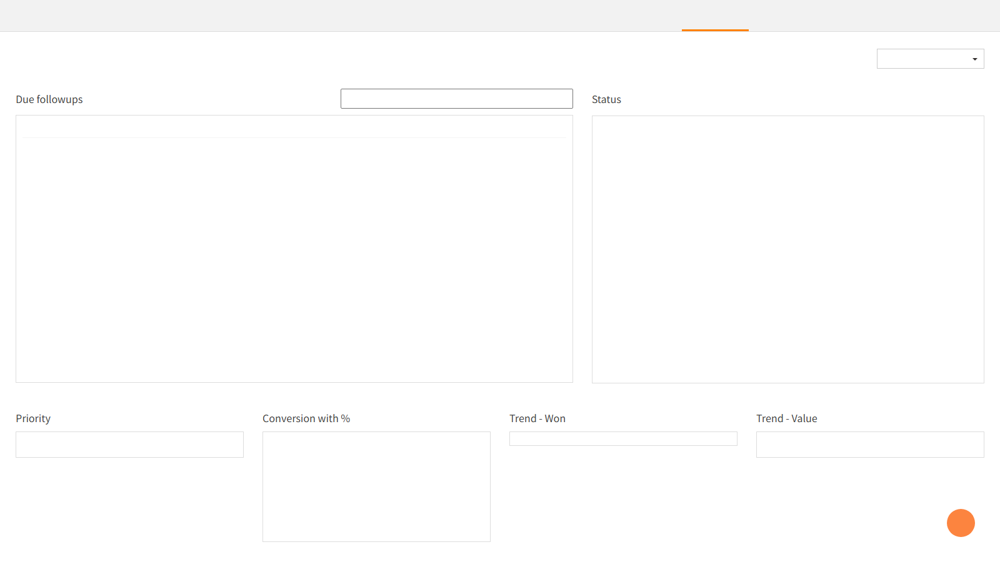 Due followups
Status
Priority
Conversion with %
Trend - Won
Trend - Value